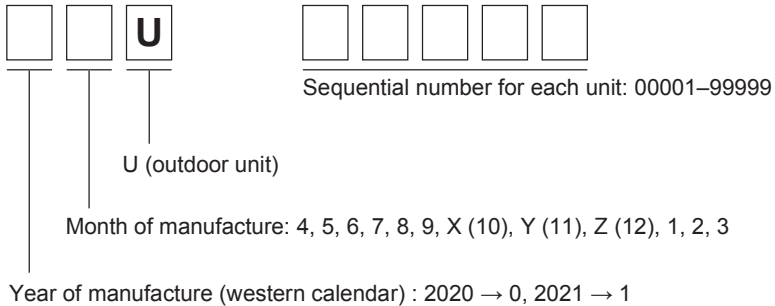 U
Sequential number for each unit: 00001–99999
U (outdoor unit)
Month of manufacture: 4, 5, 6, 7, 8, 9, X (10), Y (11), Z (12), 1, 2, 3
Year of manufacture (western calendar) : 2020 → 0, 2021 → 1